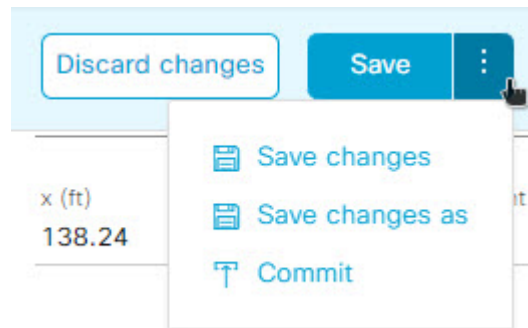 Discard changes
Save
Save changes
x (ft)
Save changes as
138.24
Commit